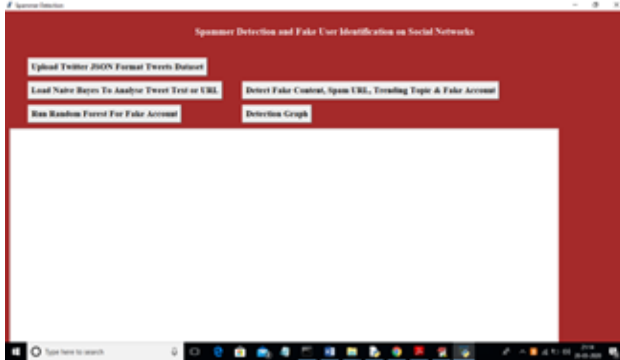 Spammer Detection
Spammer Detection and Fake User Identification on Social Networks
Upload Twitter JSON Format Tweets Dataset
Load Naive Bayes To Analyse Tweet Text or URL
Detect Fake Content, Spam URL, Trending Topic & Fake Account
Run Random Forest For Fake Account
Detection Graph
Type here to search